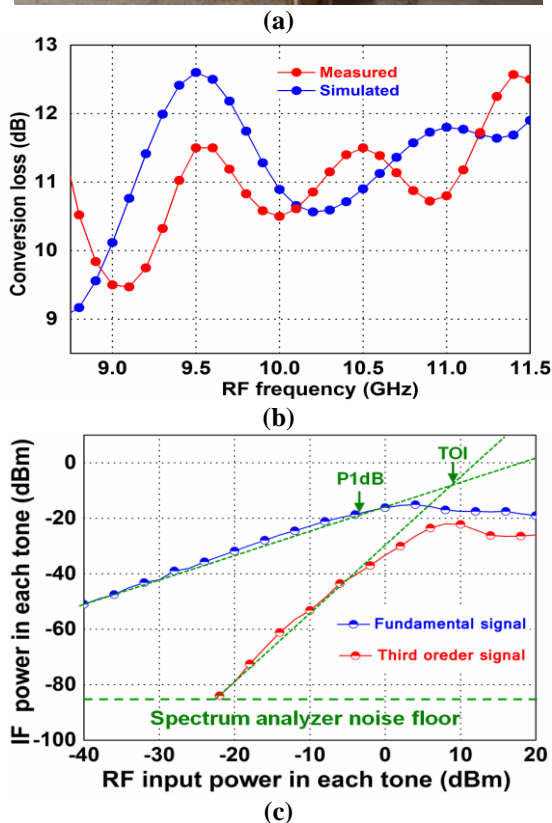 (a)
13
12
11
10
9
Conversion loss (dB)
Measured
Simulated
9.0 9.5 10.0 10.5 11.0 11.5
RF frequency (GHz)
(b)
0
-20
-40
-60
-80
-100
IF power in each tone (dBm)
P1dB
TOI
Fundamental signal
Third oreder signal
Spectrum analyzer noise floor
-40 -30 -20 -10 0 10 20
RF input power in each tone (dBm)
(c)